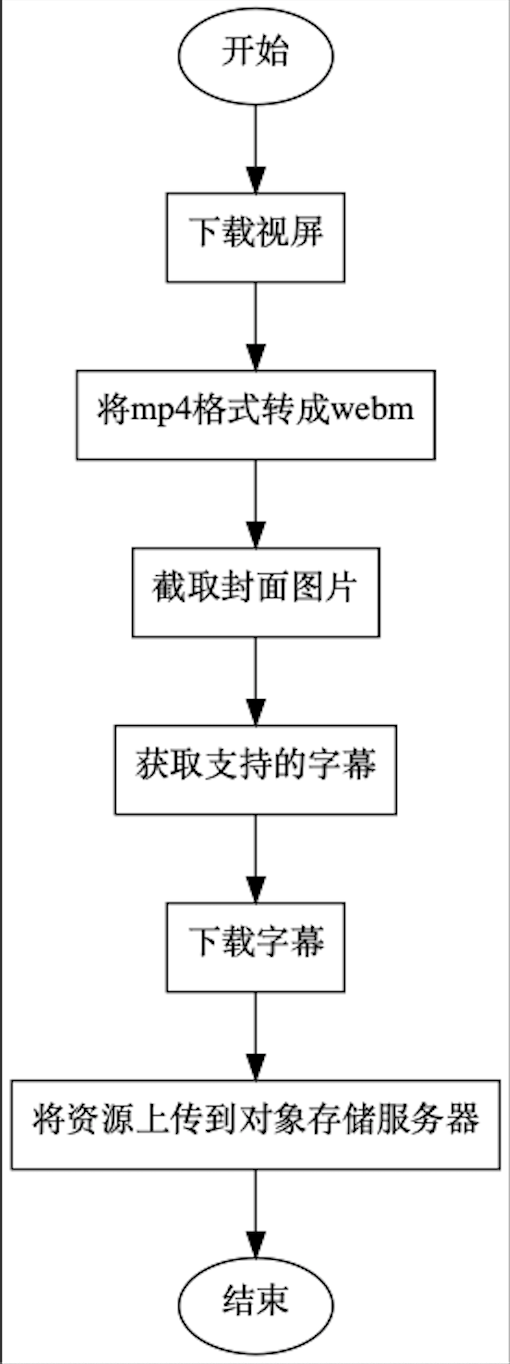 开始
下载视屏
将mp4格式转成webm
截取封面图片
获取支持的字幕
下载字幕
将资源上传到对象存储服务器
结束